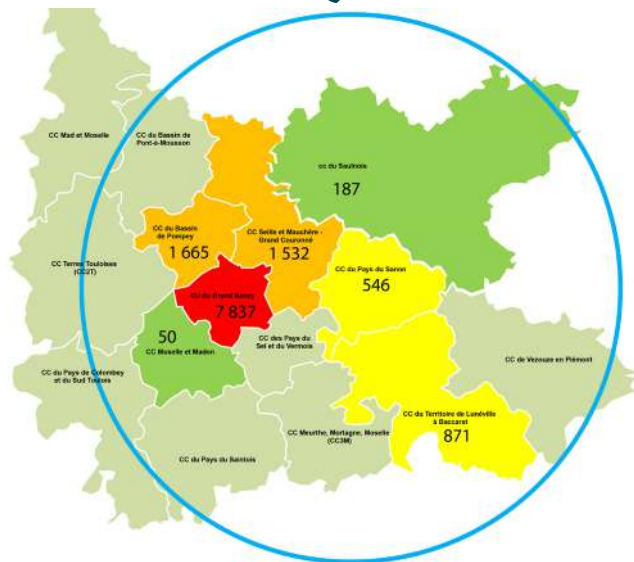 CC Mad et Moselle
CC du Bassin de
Pont-à-Mousson
cc du Saulnois
187
CC du Bassin
de Pompey
1 665
CC Seille et Mauchère -
Grand Couronné
1 532
CC Terres Touloises
(CC2T)
CC du Pays du Sanon
546
CU du Grand Nancy
7 837
50
CC Moselle et Madon
CC des Pays du
Sel et du Vermois
CC de Vezouze en Piémont
CC du Pays de Colombey
et du Sud Toulois
CC du Territoire de Lunéville
à Baccarat
871
CC Meurthe, Mortagne, Moselle
(CC3M)
CC du Pays du Saintois